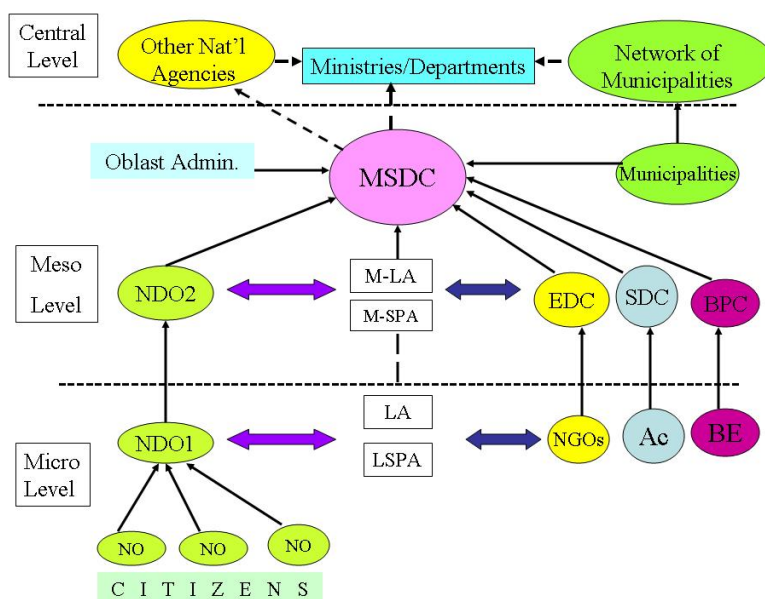 Central
Level
Other Nat'l
Agencies
Ministries/Departments
Network of
Municipalities
Oblast Admin.
MSDC
Municipalities
Meso
Level
NDO2
M-LA
M-SPA
EDC
SDC
BPC
Micro
Level
NDO1
LA
LSPA
NGOs
Ac
BE
NO
NO
NO
C I T I Z E N S